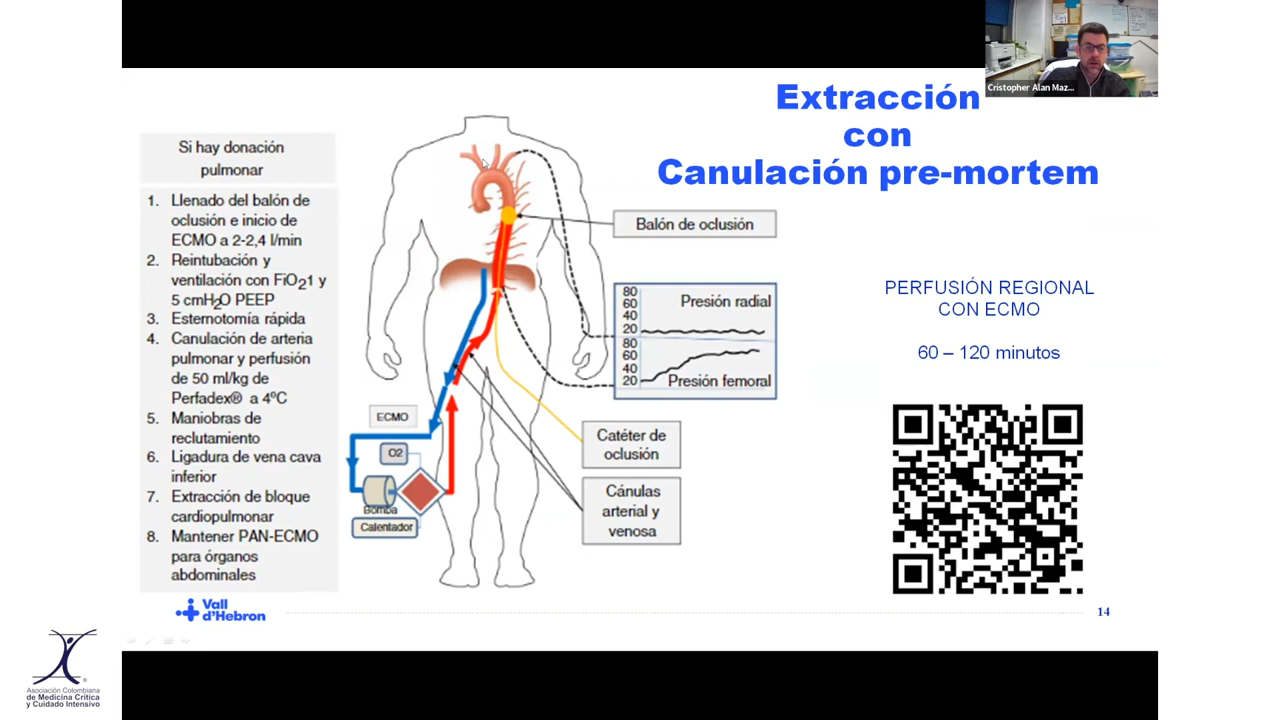 Cristopher Alan Maz...
Extracción
con
Canulación pre-mortem
Si hay donación
pulmonar
1. Llenado del balón de
oclusión e inicio de
ECMO a 2-2,4 l/min
2. Reintubación y
ventilación con FiO21 y
5 cmH2O PEEP
3. Esternotomía rápida
4. Canulación de arteria
pulmonar y perfusión
de 50 ml/kg de
Perfadex® a 4ºC
5. Maniobras de
reclutamiento
6. Ligadura de vena cava
inferior
7. Extracción de bloque
cardiopulmonar
8. Mantener PAN-ECMO
para órganos
abdominales
Balón de oclusión
80
60
40
20
Presión radial
80
60
40
20
Presión femoral
ECMO
O2
Bomba
Calentador
Catéter de
oclusión
Cánulas
arterial y
venosa
PERFUSIÓN REGIONAL
CON ECMO
60 – 120 minutos
Vall
d'Hebron
14
Asociación Colombiana
de Medicina Crítica
y Cuidado Intensivo